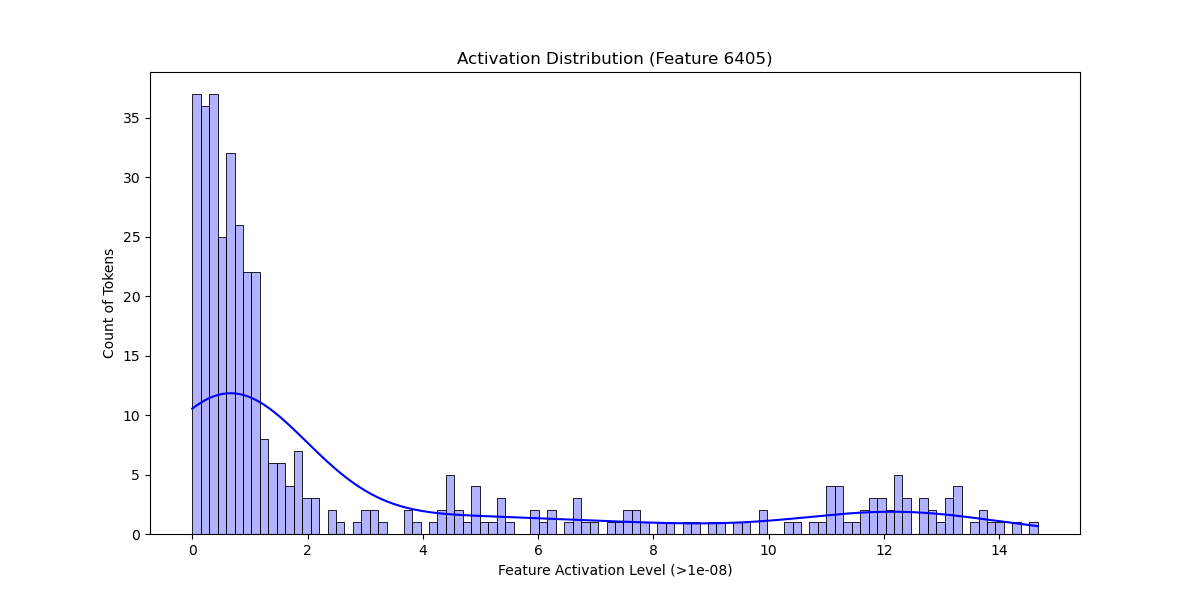 Activation Distribution (Feature 6405)
Count of Tokens
35
30
25
20
15
10
5
0
0 2 4 6 8 10 12 14
Feature Activation Level (>1e-08)